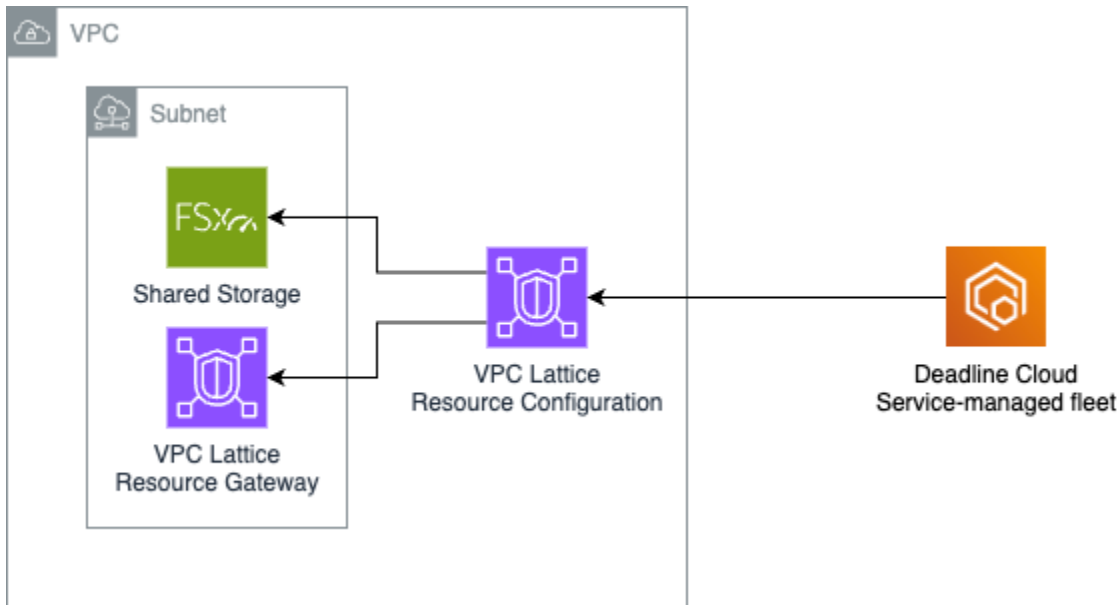 VPC
Subnet
FSx
Shared Storage
VPC Lattice
Resource Gateway
VPC Lattice
Resource Configuration
Deadline Cloud
Service-managed fleet